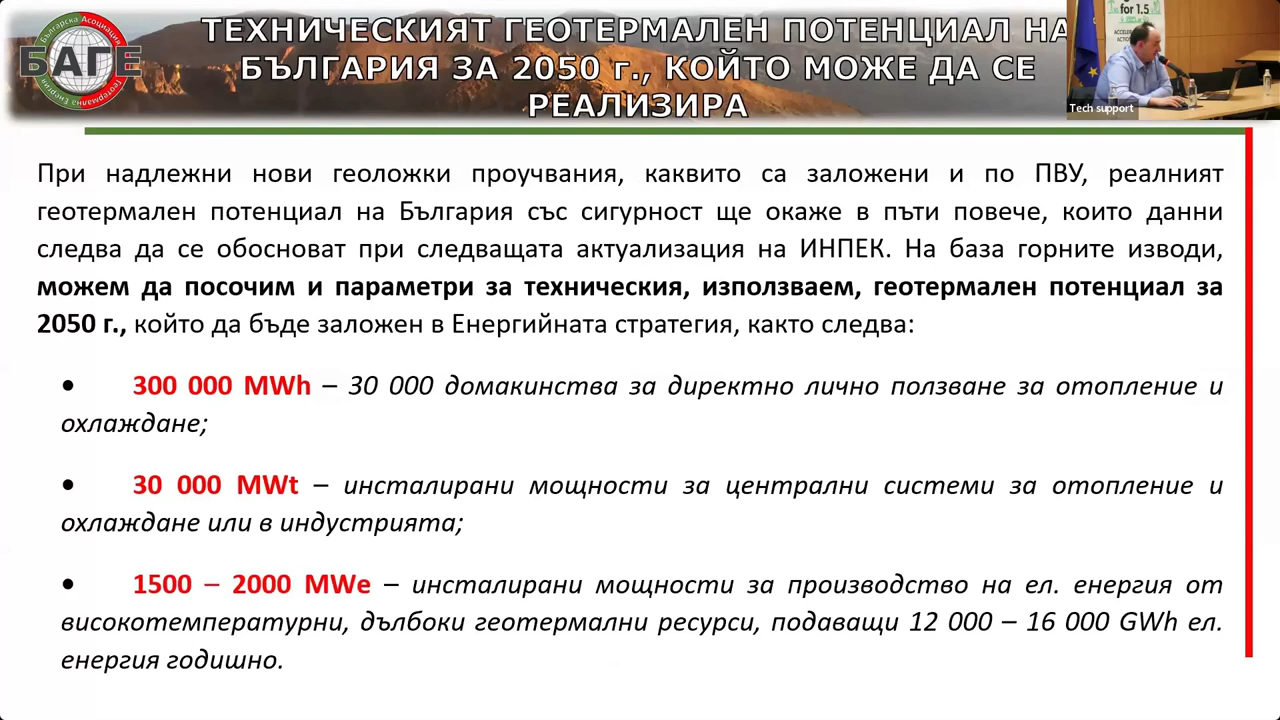 Българска Асоциация
БАГЕ
Геотермална Енергия
ТЕХНИЧЕСКИЯТ ГЕОТЕРМАЛЕН ПОТЕНЦИАЛ НА
БЪЛГАРИЯ ЗА 2050 г., КОЙТО МОЖЕ ДА СЕ
РЕАЛИЗИРА
for 1.5
Tech support
При надлежни нови геоложки проучвания, каквито са заложени и по ПВУ, реалният
геотермален потенциал на България със сигурност ще окаже в пъти повече, които данни
следва да се обосноват при следващата актуализация на ИНПЕК. На база горните изводи,
можем да посочим и параметри за техническия, използваем, геотермален потенциал за
2050 г., който да бъде заложен в Енергийната стратегия, както следва:
• 300 000 MWh – 30 000 домакинства за директно лично ползване за отопление и
охлаждане;
• 30 000 MWt – инсталирани мощности за централни системи за отопление и
охлаждане или в индустрията;
• 1500 – 2000 MWe – инсталирани мощности за производство на ел. енергия от
високотемпературни, дълбоки геотермални ресурси, подаващи 12 000 – 16 000 GWh ел.
енергия годишно.